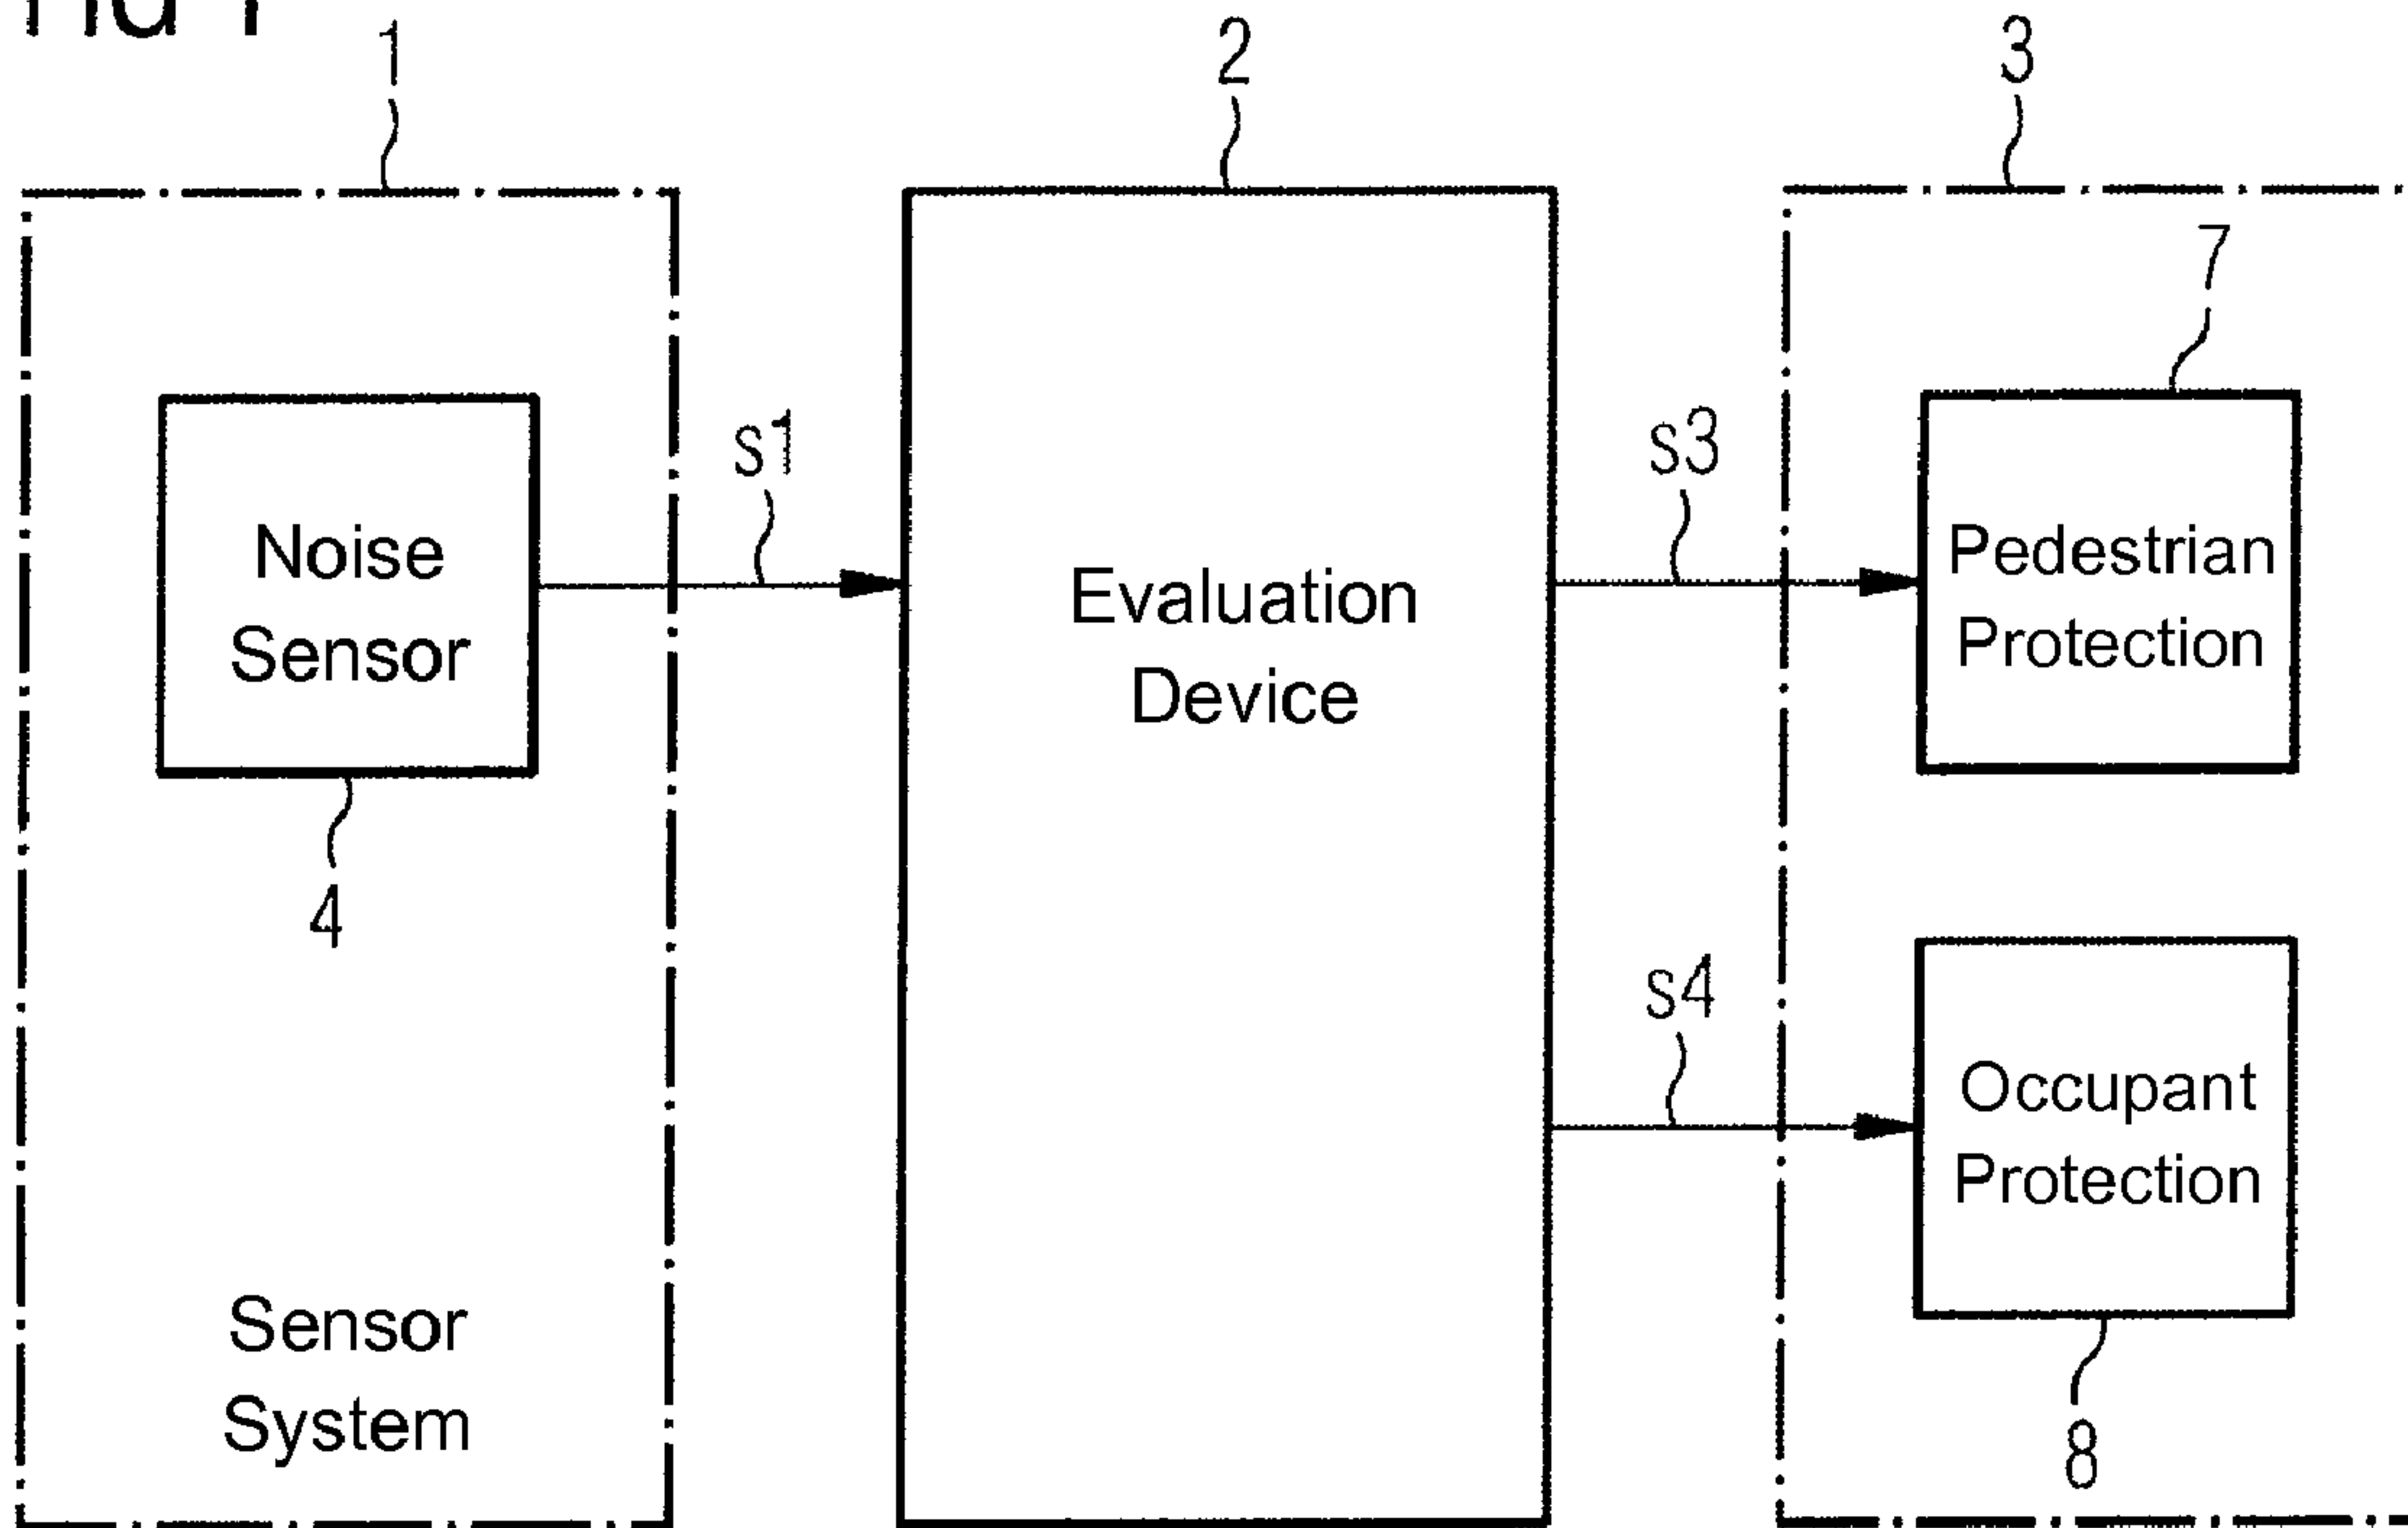 1
2
3
7
Noise
Sensor
s1
Evaluation
Device
s3
Pedestrian
Protection
4
s4
Occupant
Protection
8
Sensor
System